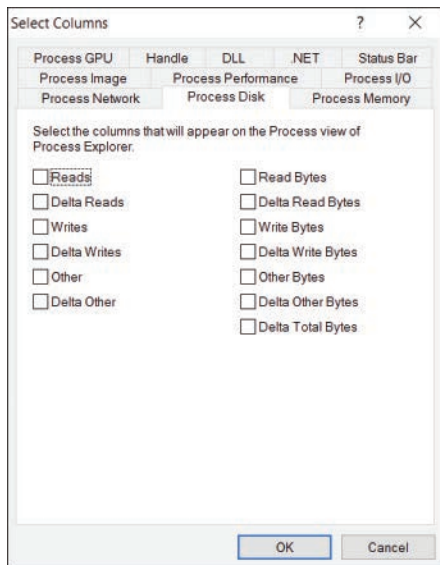 Select Columns ? ×
Process GPU Handle DLL .NET Status Bar
Process Image Process Performance Process I/O
Process Network Process Disk Process Memory
Select the columns that will appear on the Process view of
Process Explorer.
Reads Read Bytes
Delta Reads Delta Read Bytes
Writes Write Bytes
Delta Writes Delta Write Bytes
Other Other Bytes
Delta Other Delta Other Bytes
Delta Total Bytes
OK Cancel